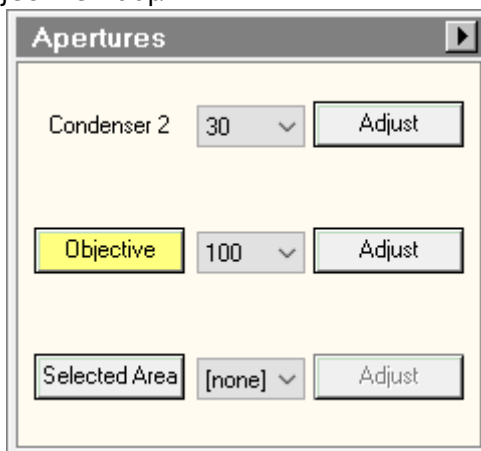 Apertures
Condenser 2 30 Adjust
Objective 100 Adjust
Selected Area [none] Adjust